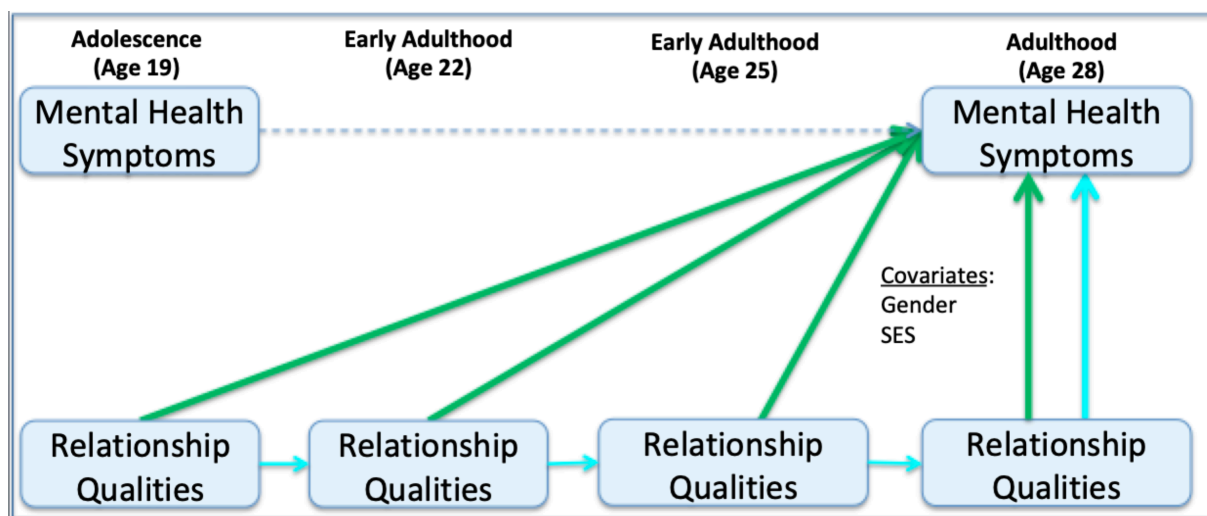 Adolescence
(Age 19)
Early Adulthood
(Age 22)
Early Adulthood
(Age 25)
Adulthood
(Age 28)
Mental Health
Symptoms
Mental Health
Symptoms
Covariates:
Gender
SES
Relationship
Qualities
Relationship
Qualities
Relationship
Qualities
Relationship
Qualities